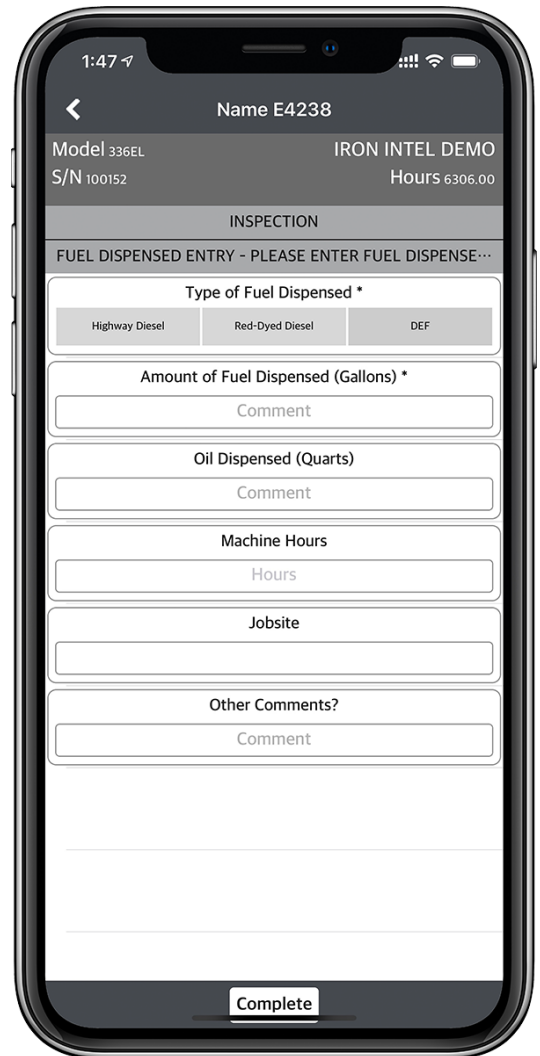 1:47
Name E4238
Model 336EL IRON INTEL DEMO
S/N 100152 Hours 6306.00
INSPECTION
FUEL DISPENSED ENTRY - PLEASE ENTER FUEL DISPENSE···
Type of Fuel Dispensed *
Highway Diesel Red-Dyed Diesel DEF
Amount of Fuel Dispensed (Gallons) *
Comment
Oil Dispensed (Quarts)
Comment
Machine Hours
Hours
Jobsite
Other Comments?
Comment
Complete